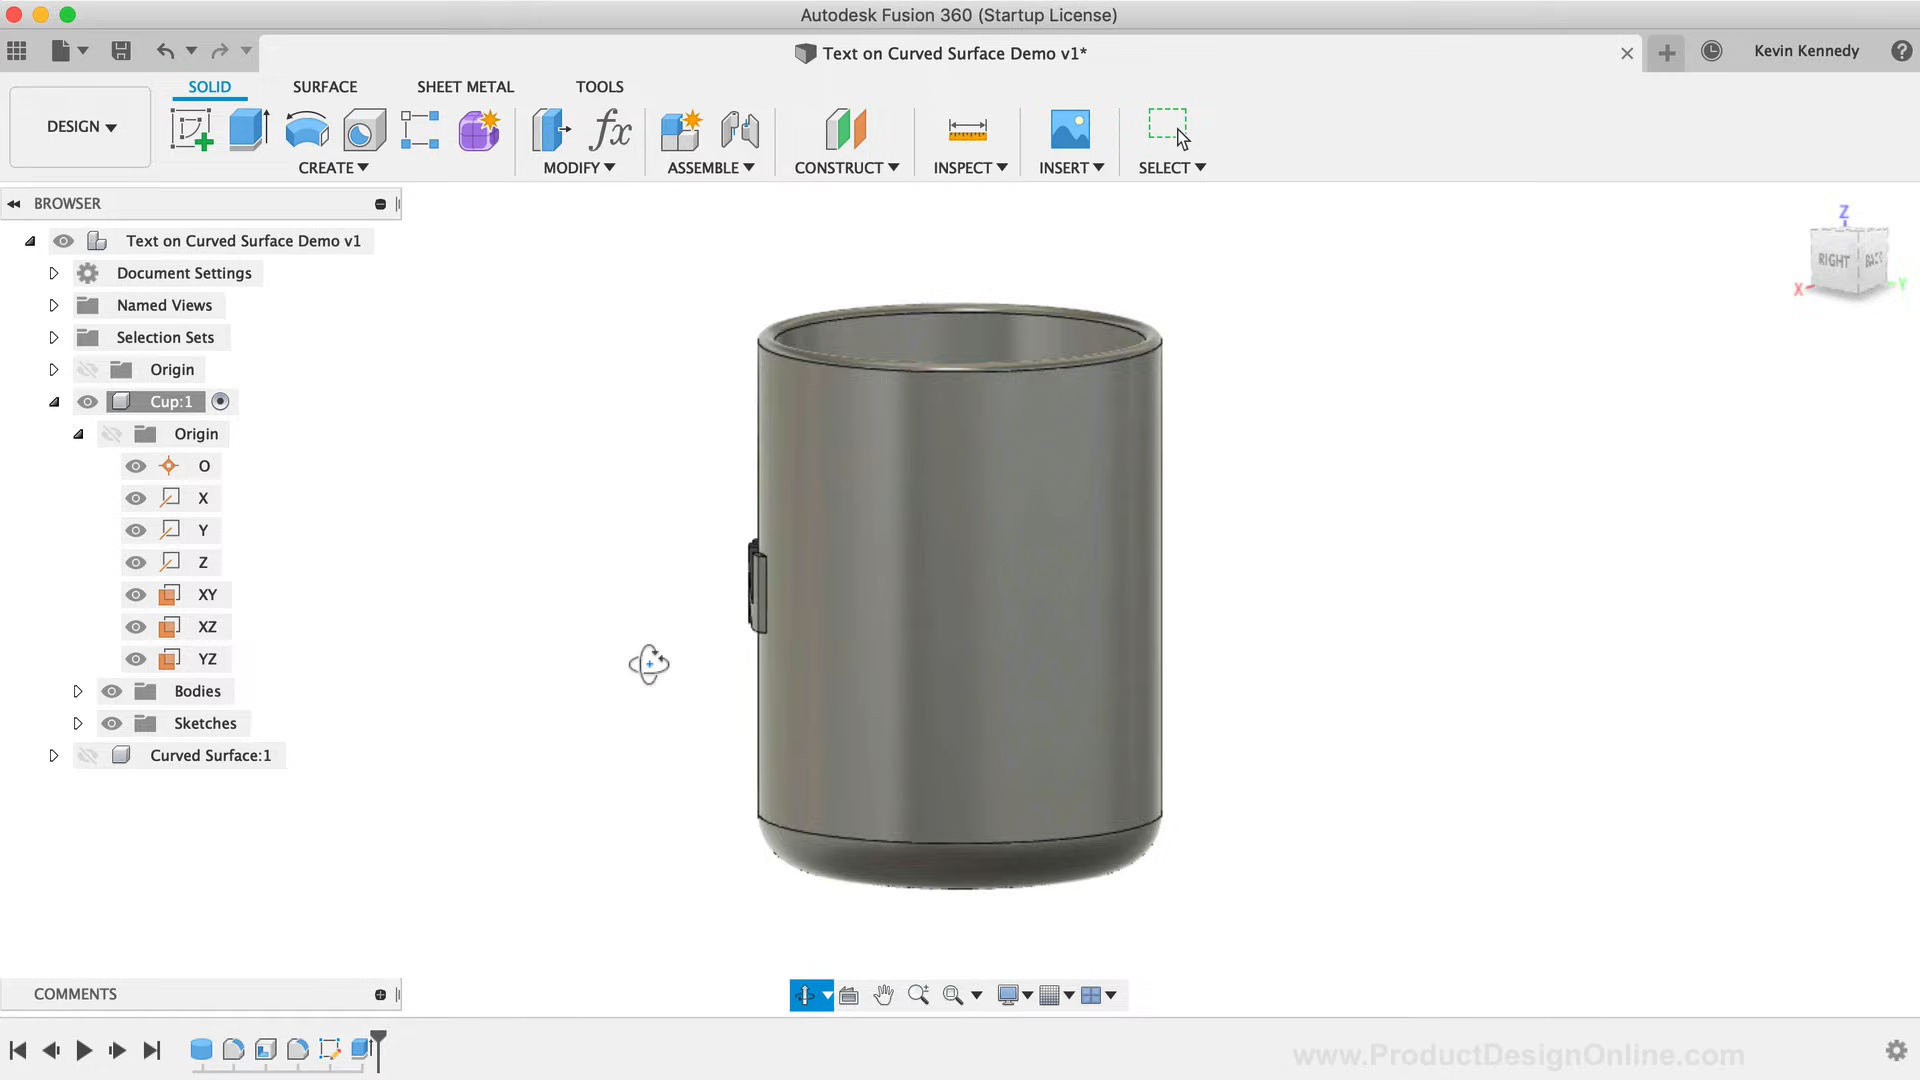 Autodesk Fusion 360 (Startup License)
Text on Curved Surface Demo v1*
Kevin Kennedy
SOLID SURFACE SHEET METAL TOOLS
DESIGN
fx
CREATE MODIFY ASSEMBLE CONSTRUCT INSPECT INSERT SELECT
BROWSER
Text on Curved Surface Demo v1
Document Settings
Named Views
Selection Sets
Origin
Cup:1
Origin
O
X
Y
Z
XY
XZ
YZ
Bodies
Sketches
Curved Surface:1
Z
RIGHT BACK
X Y
COMMENTS
www.ProductDesignOnline.com